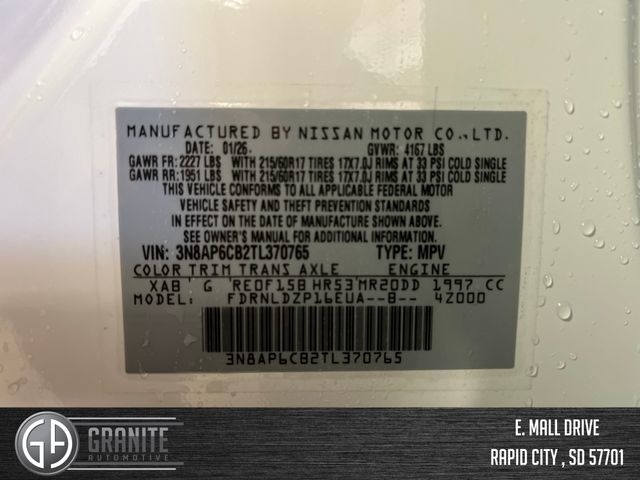 MANUFACTURED BY NISSAN MOTOR CO.,LTD.
DATE: 01/26. GVWR: 4167 LBS
GAWR FR: 2227 LBS WITH 215/60R17 TIRES 17X7.0J RIMS AT 33 PSI COLD SINGLE
GAWR RR: 1951 LBS WITH 215/60R17 TIRES 17X7.0J RIMS AT 33 PSI COLD SINGLE
THIS VEHICLE CONFORMS TO ALL APPLICABLE FEDERAL MOTOR
VEHICLE SAFETY AND THEFT PREVENTION STANDARDS
IN EFFECT ON THE DATE OF MANUFACTURE SHOWN ABOVE.
SEE OWNER'S MANUAL FOR ADDITIONAL INFORMATION.
VIN: 3N8AP6CB2TL370765 TYPE: MPV
COLOR TRIM TRANS AXLE ENGINE
XAB G RE0F15B HR53 MR20DD 1997 CC
FDRNLDZP16EUA--B-- 4Z000
3N8AP6CB2TL370765
GA GRANITE
AUTOMOTIVE
E. MALL DRIVE
RAPID CITY , SD 57701